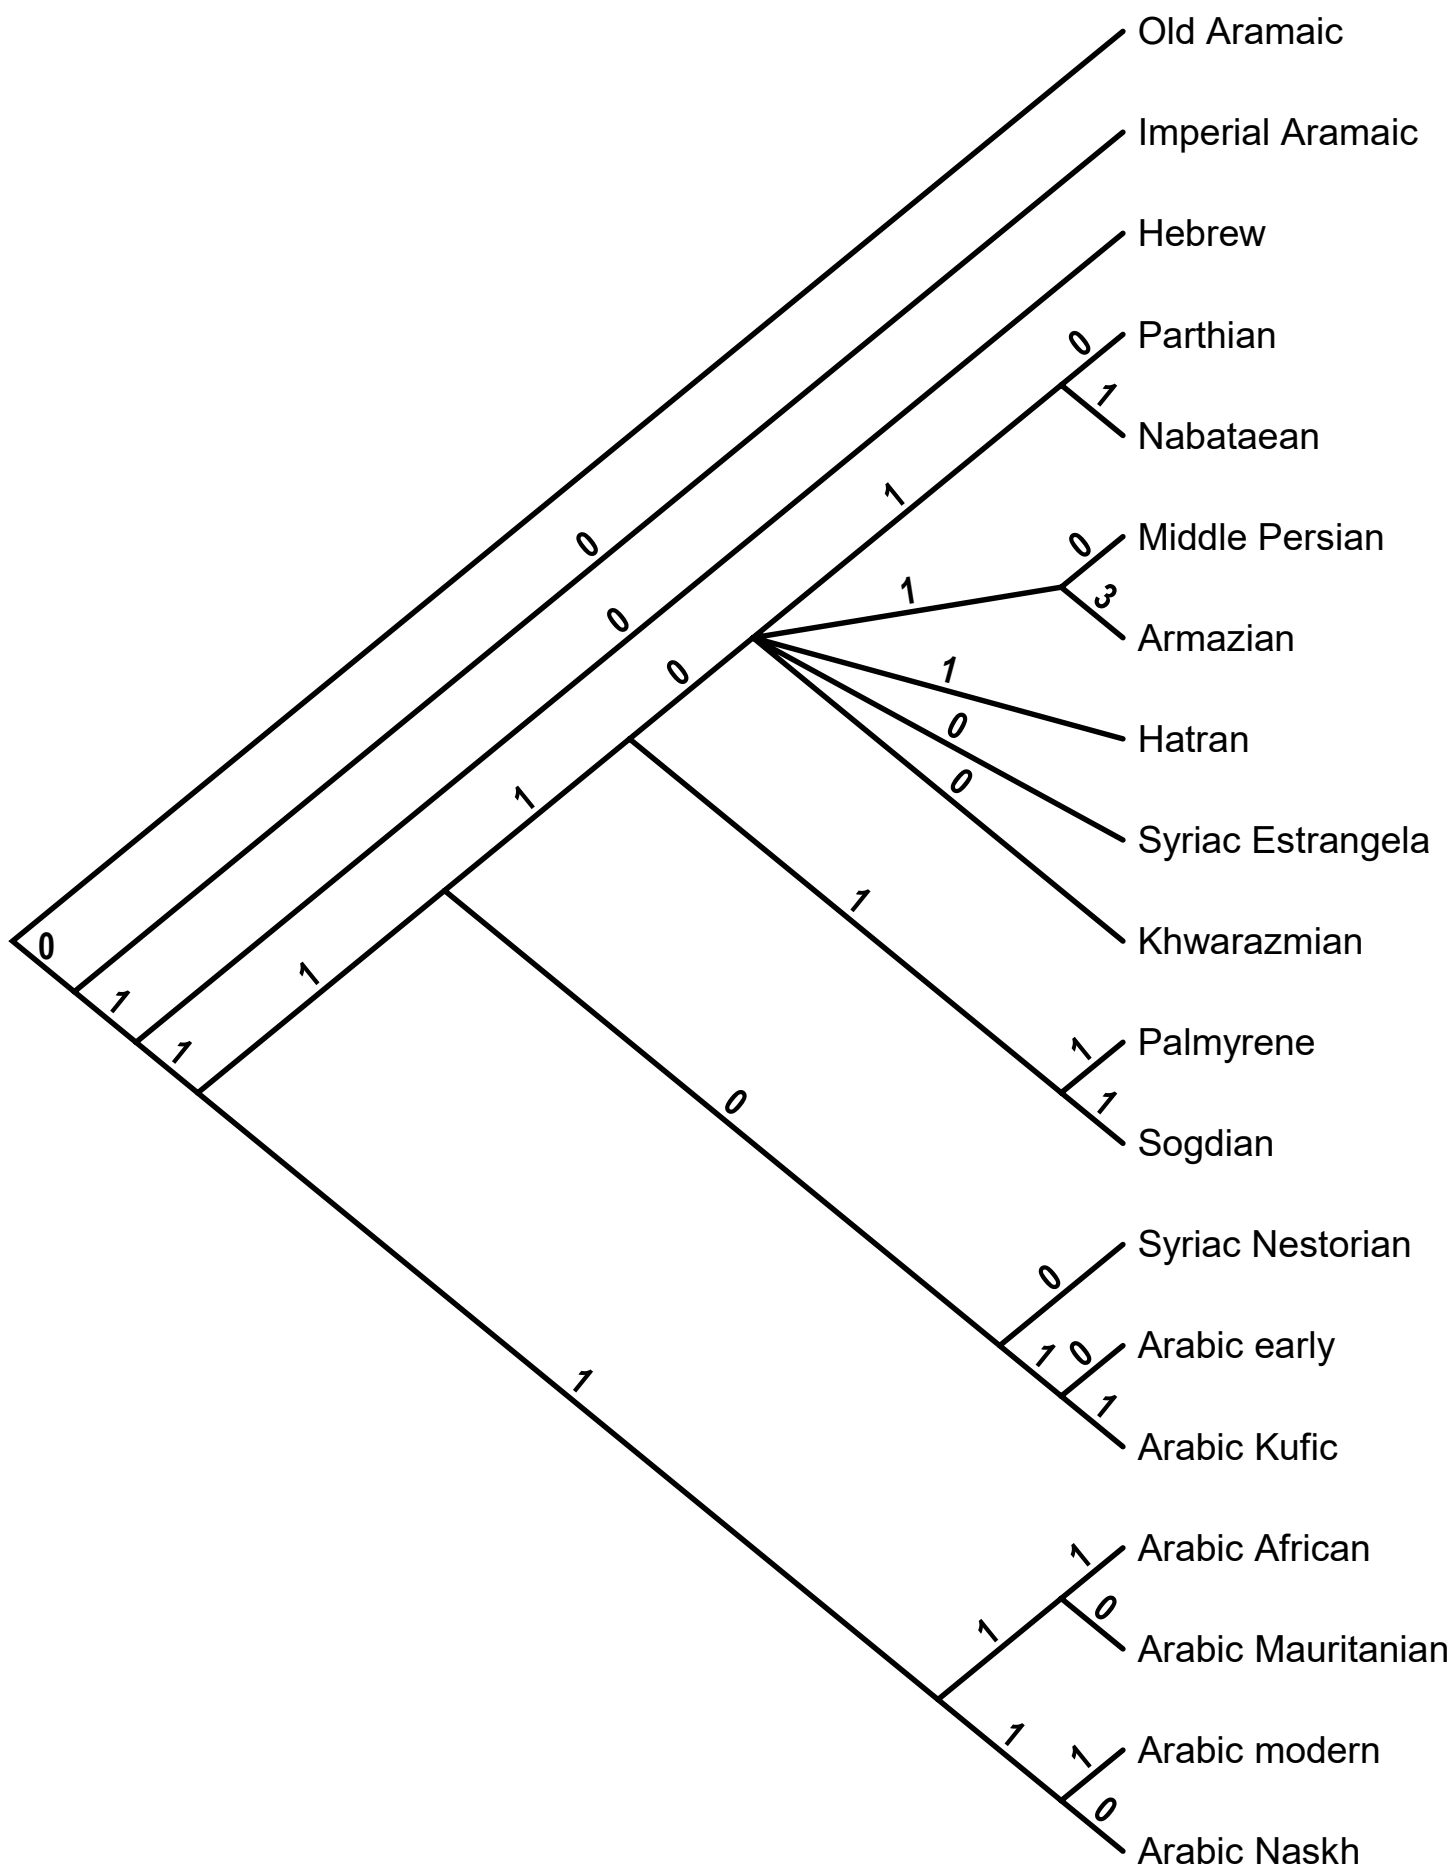 Old Aramaic
Imperial Aramaic
Hebrew
0
Parthian
1
Nabataean
1
0
Middle Persian
0
1
3
Armazian
0
1
0
Hatran
0
1
0
Syriac Estrangela
1
0
Khwarazmian
1
1
1
Palmyrene
1
0
1
Sogdian
0
Syriac Nestorian
1
0
Arabic early
1
1
Arabic Kufic
1
Arabic African
1
0
Arabic Mauritanian
1
1
Arabic modern
0
Arabic Naskh